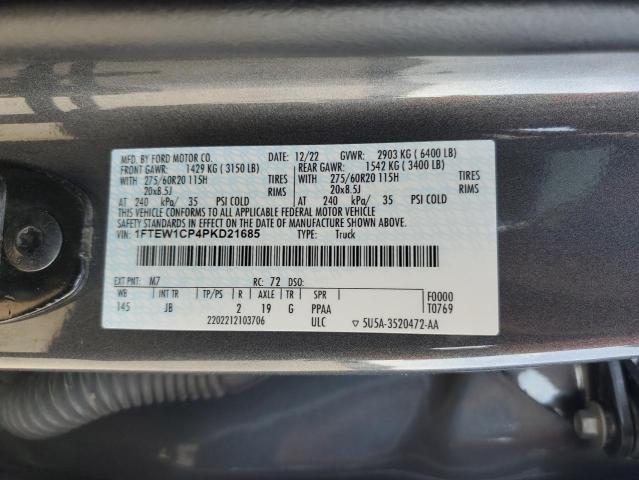 MFD. BY FORD MOTOR CO. DATE: 12/22 GVWR: 2903 KG ( 6400 LB)
FRONT GAWR: 1429 KG ( 3150 LB) REAR GAWR: 1542 KG ( 3400 LB)
WITH 275/60R20 115H TIRES WITH 275/60R20 115H TIRES
20x8.5J RIMS 20x8.5J RIMS
AT 240 kPa/ 35 PSI COLD AT 240 kPa/ 35 PSI COLD
THIS VEHICLE CONFORMS TO ALL APPLICABLE FEDERAL MOTOR VEHICLE
SAFETY STANDARDS IN EFFECT ON THE DATE OF MANUFACTURE SHOWN ABOVE.
VIN: 1FTEW1CP4PKD21685 TYPE: Truck
EXT PNT: M7 RC: 72 DSO:
WB INT TR TP/PS R AXLE TR SPR F0000
145 JB 2 19 G PPAA T0769
2202212103706 ULC ▽ 5U5A-3520472-AA